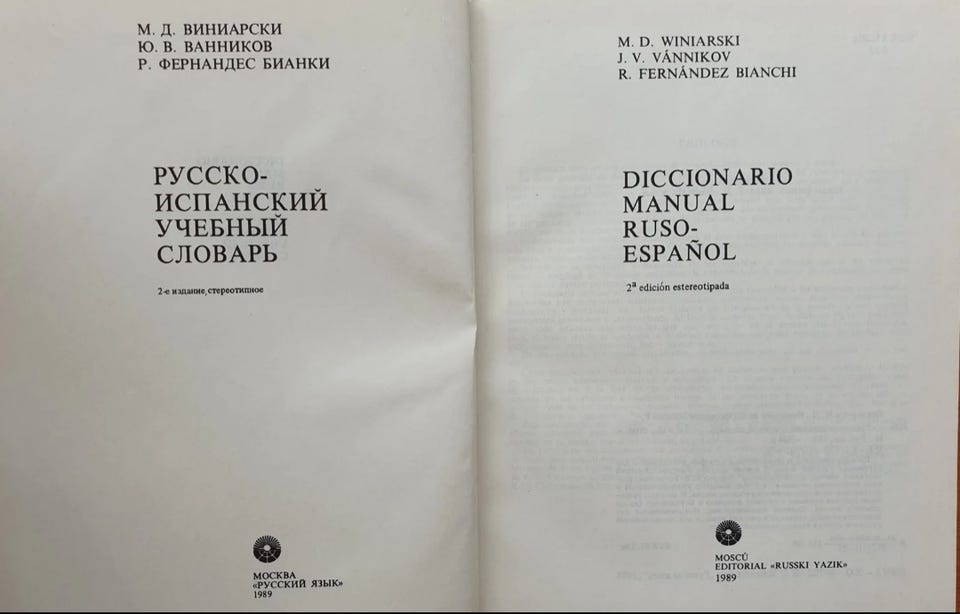 М. Д. ВИНИАРСКИ
Ю. В. ВАННИКОВ
Р. ФЕРНАНДЕС БИАНКИ
РУССКО-
ИСПАНСКИЙ
УЧЕБНЫЙ
СЛОВАРЬ
2-е издание, стереотипное
МОСКВА
«РУССКИЙ ЯЗЫК»
1989
M. D. WINIARSKI
J. V. VÁNNIKOV
R. FERNÁNDEZ BIANCHI
DICCIONARIO
MANUAL
RUSO-
ESPAÑOL
2ª edición estereotipada
MOSCÚ
EDITORIAL «RUSSKI YAZIK»
1989